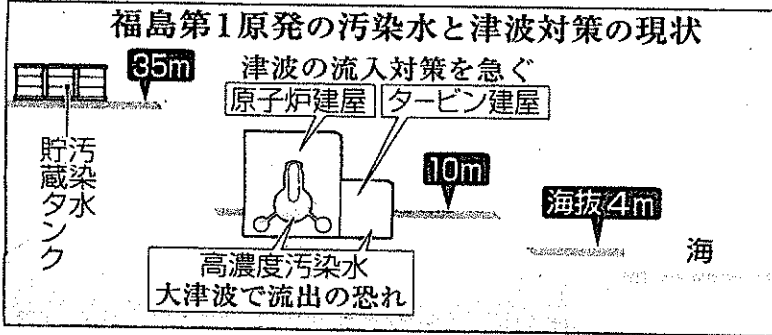 福島第1原発の汚染水と津波対策の現状
35m
津波の流入対策を急ぐ
原子炉建屋
タービン建屋
汚染水
貯蔵タンク
10m
海抜4m
海
高濃度汚染水
大津波で流出の恐れ